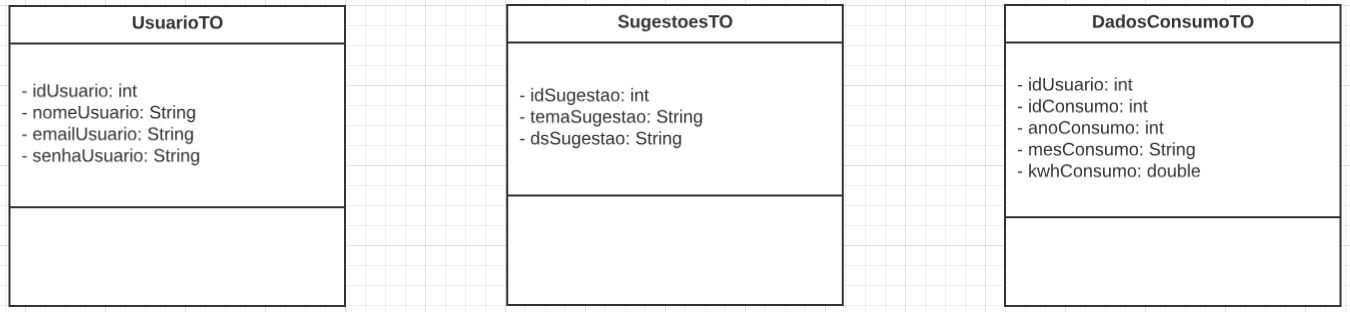 UsuarioTO
- idUsuario: int
- nomeUsuario: String
- emailUsuario: String
- senhaUsuario: String
SugestoesTO
- idSugestao: int
- temaSugestao: String
- dsSugestao: String
DadosConsumoTO
- idUsuario: int
- idConsumo: int
- anoConsumo: int
- mesConsumo: String
- kwhConsumo: double